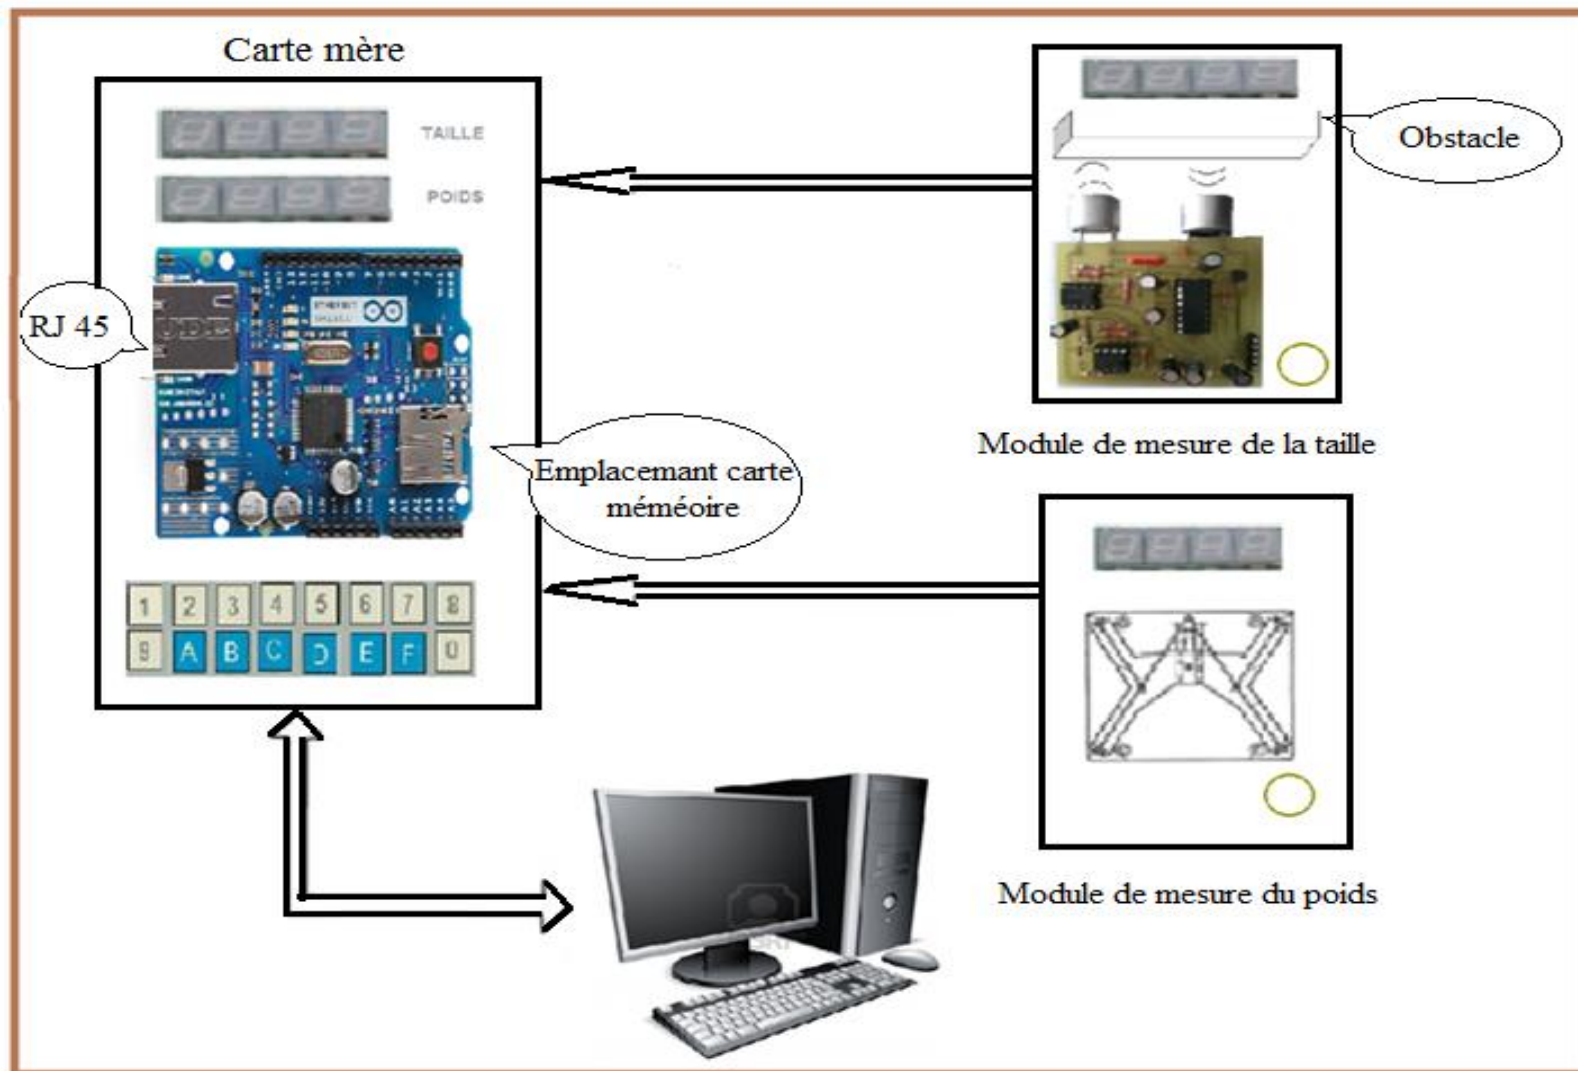 Carte mère
TAILLE
POIDS
RJ 45
Emplacemant carte
méméoire
1 2 3 4 5 6 7 8
9 A B C D E F 0
Obstacle
Module de mesure de la taille
Module de mesure du poids